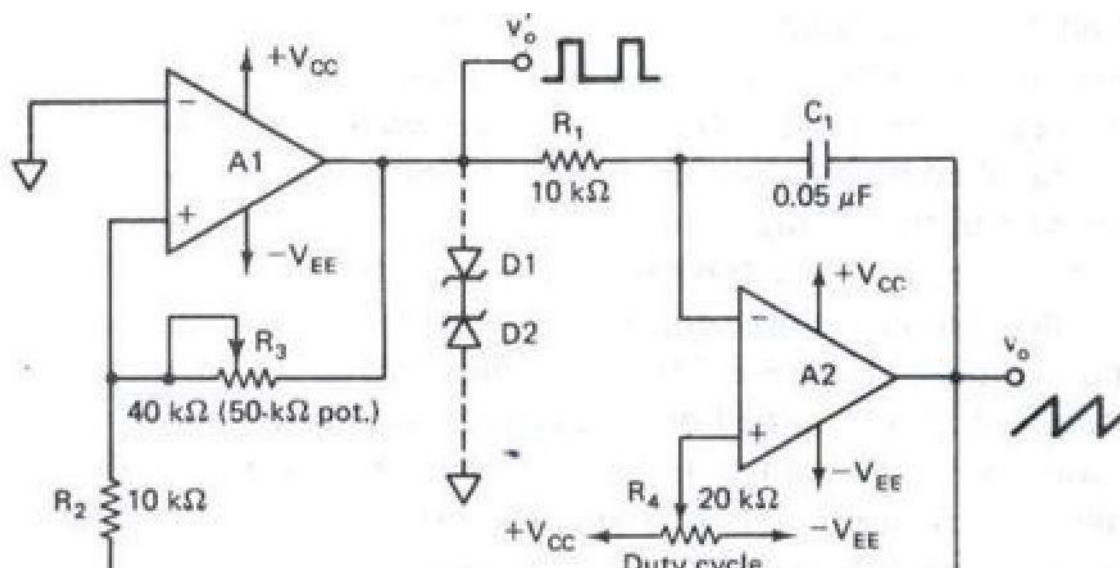 v'o
+VCC
R1
C1
−
A1
10 kΩ
0.05 μF
+
−VEE
D1
+VCC
−
R3
D2
vo
A2
40 kΩ (50-kΩ pot.)
+
R4 20 kΩ
−VEE
R2 10 kΩ
+VCC
−VEE
Duty cycle